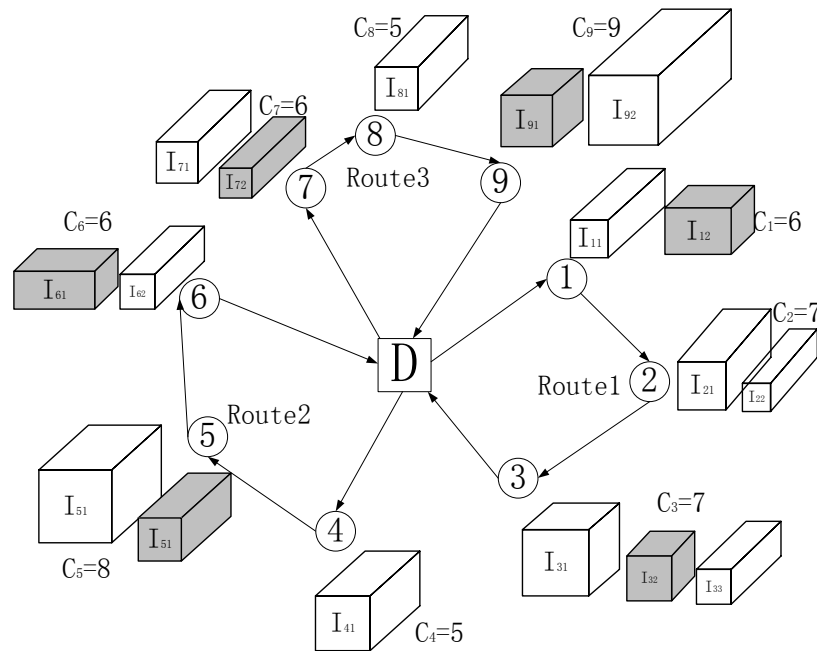 C₈=5
C₉=9
I₈₁
I₉₁
I₉₂
C₇=6
I₇₁
I₇₂
8
7
Route3
9
I₁₁
I₁₂
C₁=6
C₆=6
I₆₁
I₆₂
6
1
C₂=7
D
Route1
2
I₂₁
I₂₂
Route2
5
3
I₅₁
I₅₁
C₅=8
4
C₃=7
I₃₁
I₃₂
I₃₃
I₄₁
C₄=5